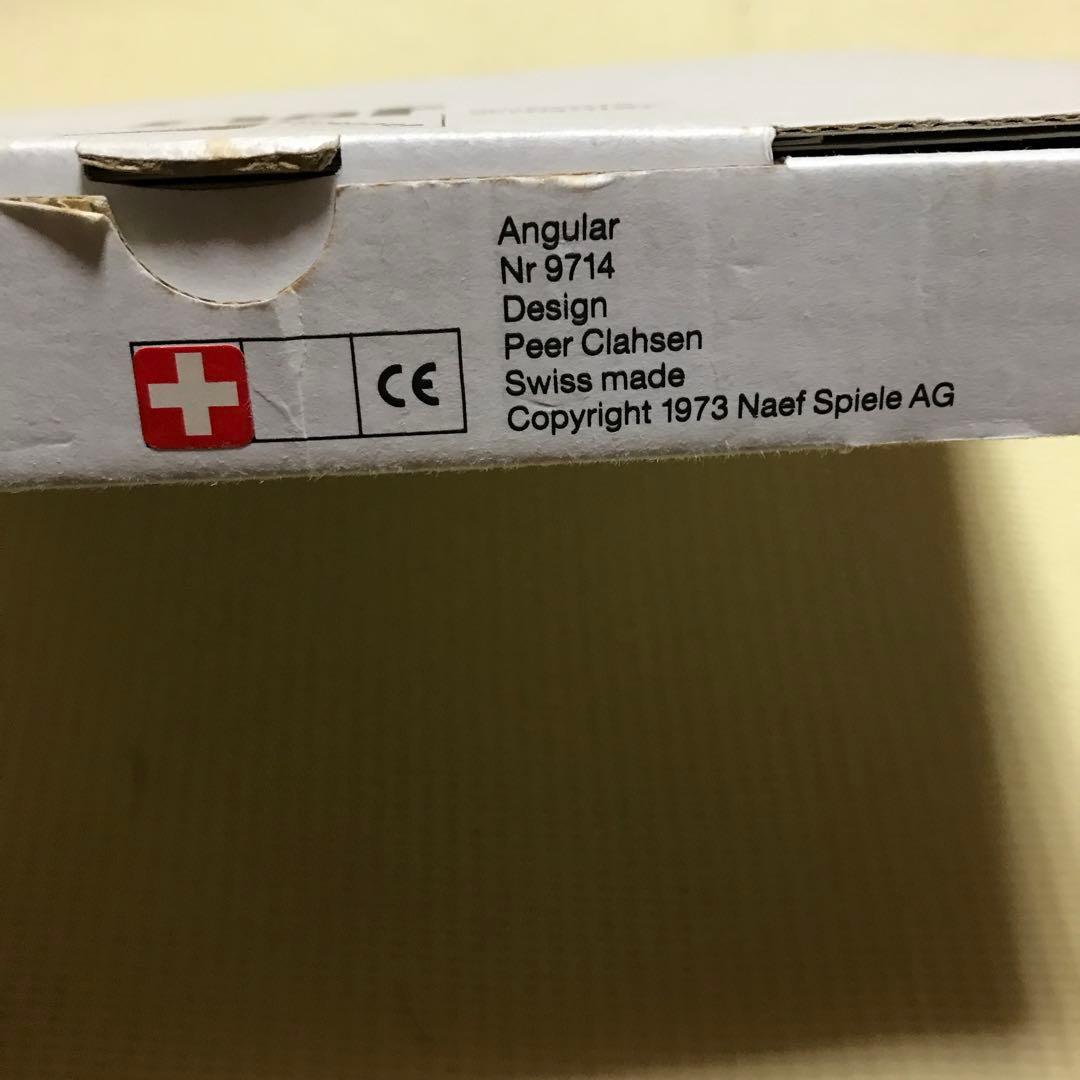 Angular
Nr 9714
Design
Peer Clahsen
Swiss made
Copyright 1973 Naef Spiele AG
CE